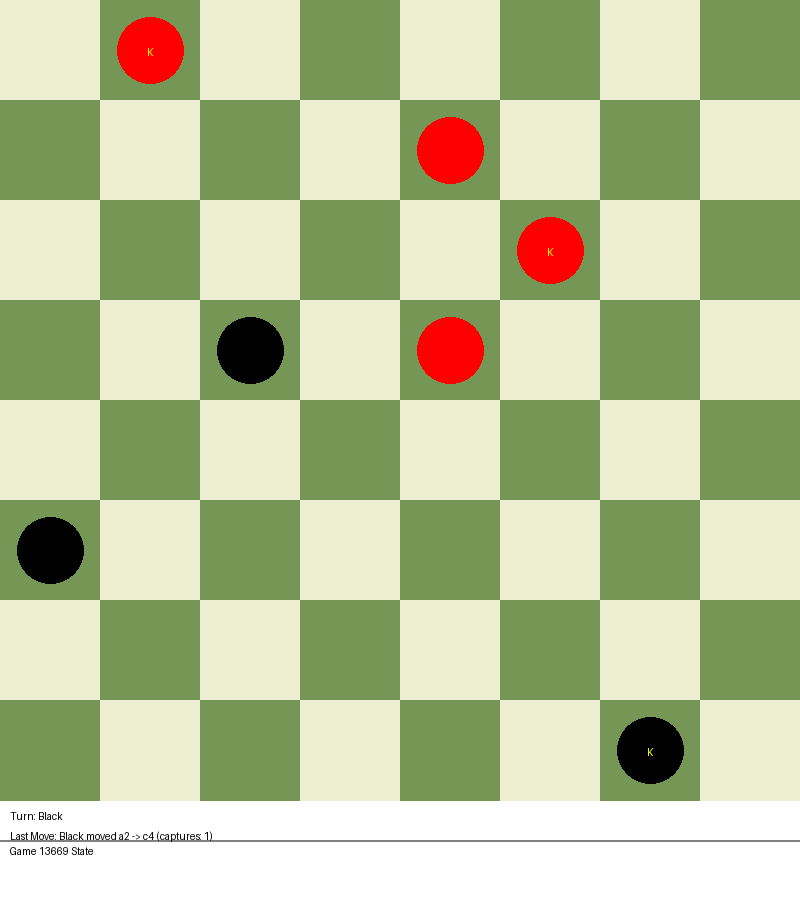 K
K
K
Turn: Black
Last Move: Black moved a2 -> c4 (captures: 1)
Game 13669 State